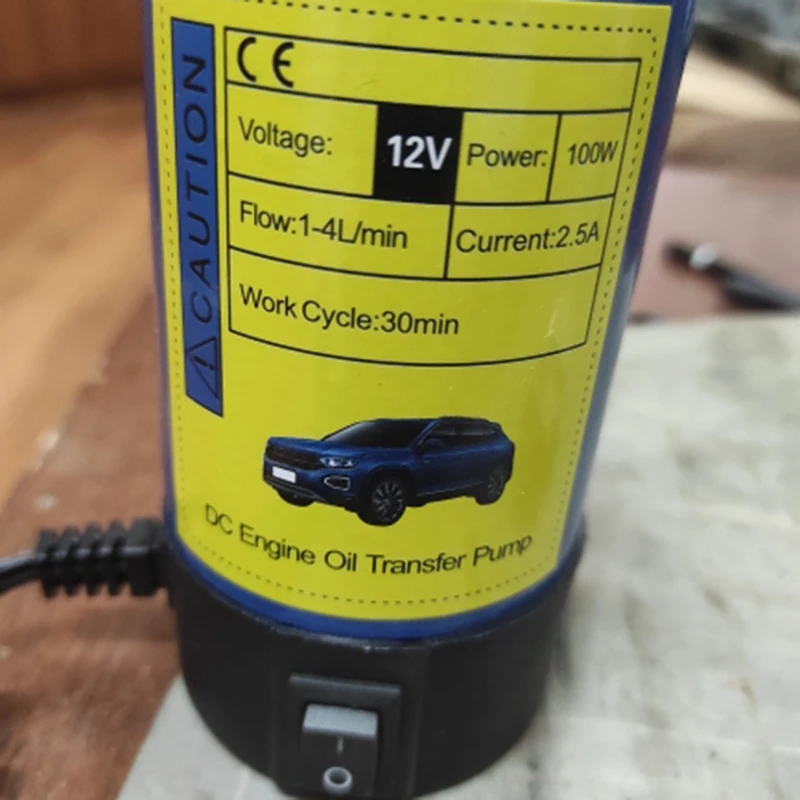 CE
CAUTION
Voltage: 12V Power: 100W
Flow:1-4L/min Current:2.5A
Work Cycle:30min
DC Engine Oil Transfer Pump